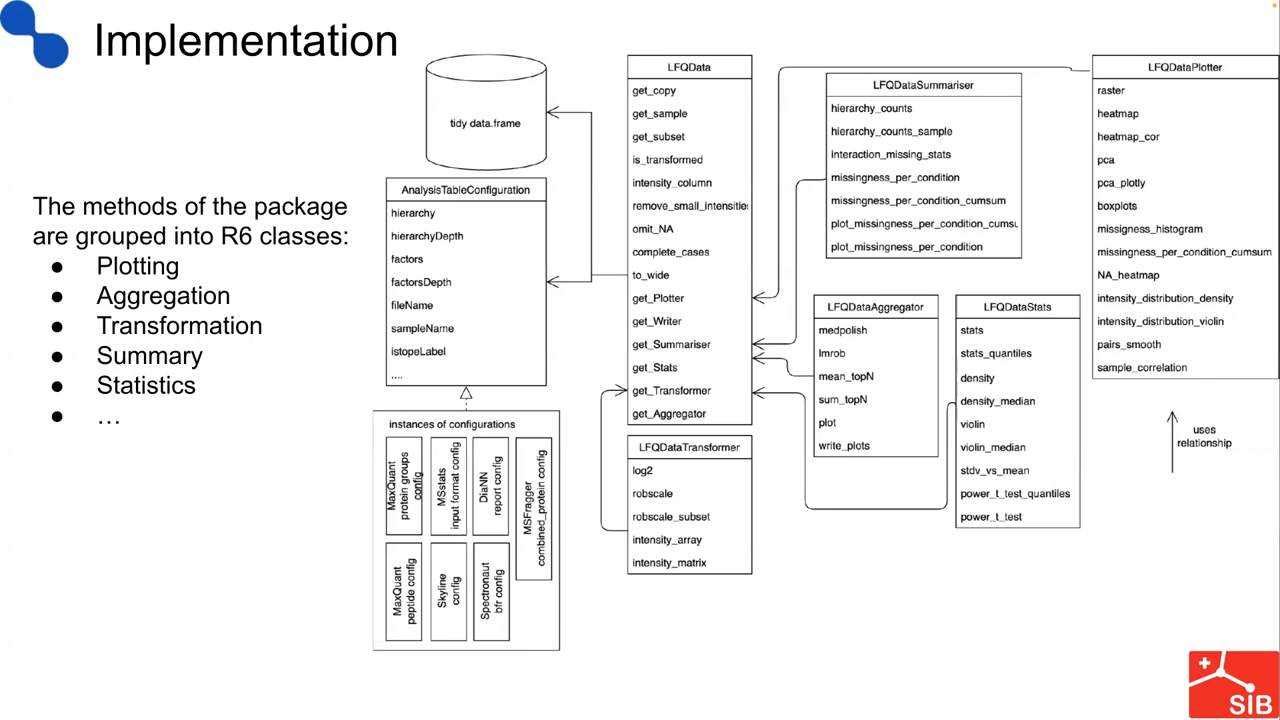 Implementation
The methods of the package
are grouped into R6 classes:
● Plotting
● Aggregation
● Transformation
● Summary
● Statistics
● …
tidy data.frame
AnalysisTableConfiguration
hierarchy
hierarchyDepth
factors
factorsDepth
fileName
sampleName
istopeLabel
....
instances of configurations
MaxQuant
protein groups
config
MSstats
input format config
DiaNN
report config
MSFragger
combined_protein config
MaxQuant
peptide config
Skyline
config
Spectronaut
bfr config
LFQData
get_copy
get_sample
get_subset
is_transformed
intensity_column
remove_small_intensities
omit_NA
complete_cases
to_wide
get_Plotter
get_Writer
get_Summariser
get_Stats
get_Transformer
get_Aggregator
LFQDataTransformer
log2
robscale
robscale_subset
intensity_array
intensity_matrix
LFQDataSummariser
hierarchy_counts
hierarchy_counts_sample
interaction_missing_stats
missingness_per_condition
missingness_per_condition_cumsum
plot_missingness_per_condition_cumsu
plot_missingness_per_condition
LFQDataAggregator
medpolish
lmrob
mean_topN
sum_topN
plot
write_plots
LFQDataStats
stats
stats_quantiles
density
density_median
violin
violin_median
stdv_vs_mean
power_t_test_quantiles
power_t_test
LFQDataPlotter
raster
heatmap
heatmap_cor
pca
pca_plotly
boxplots
missigness_histogram
missingness_per_condition_cumsum
NA_heatmap
intensity_distribution_density
intensity_distribution_violin
pairs_smooth
sample_correlation
uses
relationship
SIB